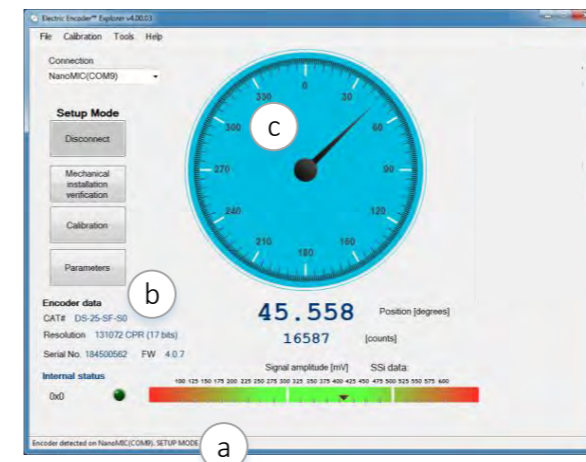 Electric Encoder™ Explorer v4.00.03
File Calibration Tools Help
Connection
NanoMIC(COM9)
Setup Mode
Disconnect
Mechanical
installation
verification
Calibration
Parameters
0
30
60
90
120
160
180
210
240
270
300
330
c
b
Encoder data
CAT# DS-25-SF-S0
Resolution 131072 CPR (17 bits)
Serial No. 184500562 FW 4.0.7
Internal status
0x0
45.558 Position [degrees]
16587 [counts]
Signal amplitude [mV] SSi data:
100 125 150 175 200 225 250 275 300 325 350 375 400 425 450 475 500 525 550 575 600
Encoder detected on NanoMIC(COM9). SETUP MODE
a